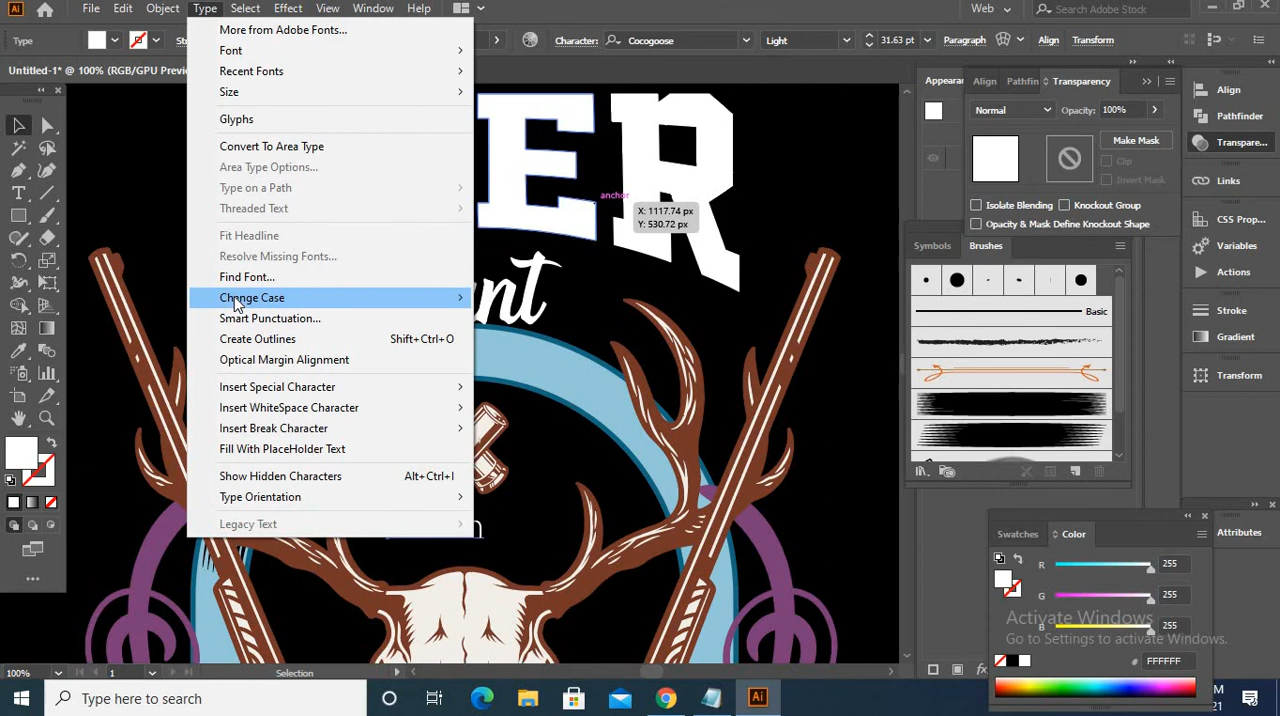 Ai File Edit Object Type Select Effect View Window Help Web Search Adobe Stock
Type Character: Cocogoose Light 31.63 pt Paragraph Align Transform
Untitled-1* @ 100% (RGB/GPU Previe
More from Adobe Fonts...
Font
Recent Fonts
Size
Glyphs
Convert To Area Type
Area Type Options...
Type on a Path
Threaded Text
Fit Headline
Resolve Missing Fonts...
Find Font...
Change Case
Smart Punctuation...
Create Outlines Shift+Ctrl+O
Optical Margin Alignment
Insert Special Character
Insert WhiteSpace Character
Insert Break Character
Fill With PlaceHolder Text
Show Hidden Characters Alt+Ctrl+I
Type Orientation
Legacy Text
ER
anchor
X: 1117.74 px
Y: 530.72 px
Appear Align Pathfin Transparency
Normal Opacity: 100%
Make Mask
Clip
Invert Mask
Isolate Blending Knockout Group
Opacity & Mask Define Knockout Shape
Symbols Brushes
Basic
Align
Pathfinder
Transpare...
Links
CSS Prop...
Variables
Actions
Stroke
Gradient
Attributes
Swatches Color
R 255
G 255
B 255
FFFFFF
Activate Windows
Go to Settings to activate Windows.
100% 1 Selection
Type here to search
Ai
M
21